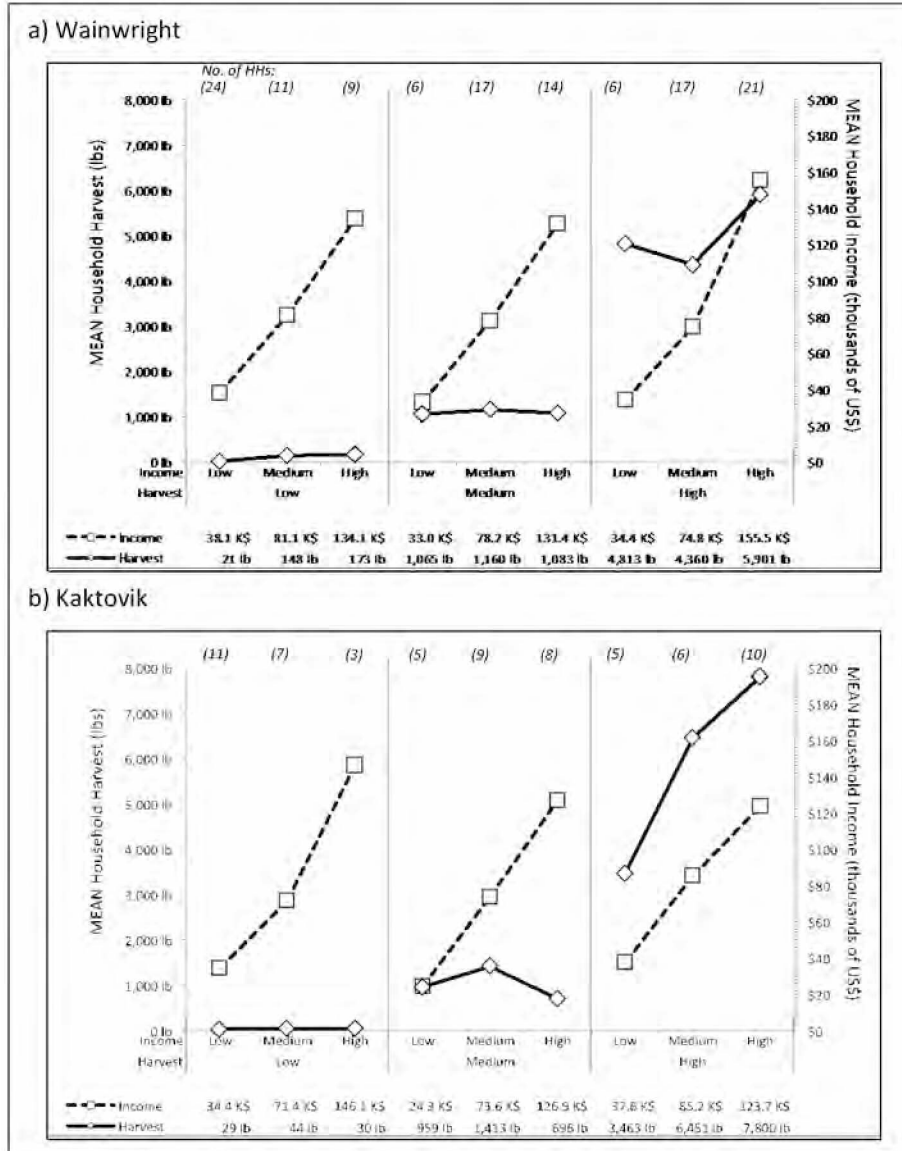 a) Wainwright
No. of HHs:
(24) (11) (9) (6) (17) (14) (6) (17) (21)
8,000 lb
7,000 lb
6,000 lb
5,000 lb
4,000 lb
3,000 lb
2,000 lb
1,000 lb
0 lb
MEAN Household Harvest (lbs)
$200
$180
$160
$140
$120
$100
$80
$60
$40
$20
$0
MEAN Household Income (thousands of US$)
Income Low Medium High Low Medium High Low Medium High
Harvest Low Medium High
Income 38.1 K$ 81.1 K$ 134.1 K$ 33.0 K$ 78.2 K$ 131.4 K$ 34.4 K$ 74.8 K$ 155.5 K$
Harvest 21 lb 148 lb 173 lb 1,065 lb 1,160 lb 1,083 lb 4,813 lb 4,360 lb 5,901 lb
b) Kaktovik
(11) (7) (3) (5) (9) (8) (5) (6) (10)
8,000 lb
7,000 lb
6,000 lb
5,000 lb
4,000 lb
3,000 lb
2,000 lb
1,000 lb
0 lb
MEAN Household Harvest (lbs)
$200
$180
$160
$140
$120
$100
$80
$60
$40
$20
$0
MEAN Household Income (thousands of US$)
Income Low Medium High Low Medium High Low Medium High
Harvest Low Medium High
Income 34.4 K$ 71.4 K$ 146.1 K$ 73.6 K$ 126.9 K$ 37.8 K$ 85.2 K$ 123.7 K$
Harvest 29 lb 44 lb 30 lb 959 lb 1,413 lb 3,463 lb 6,451 lb 7,800 lb